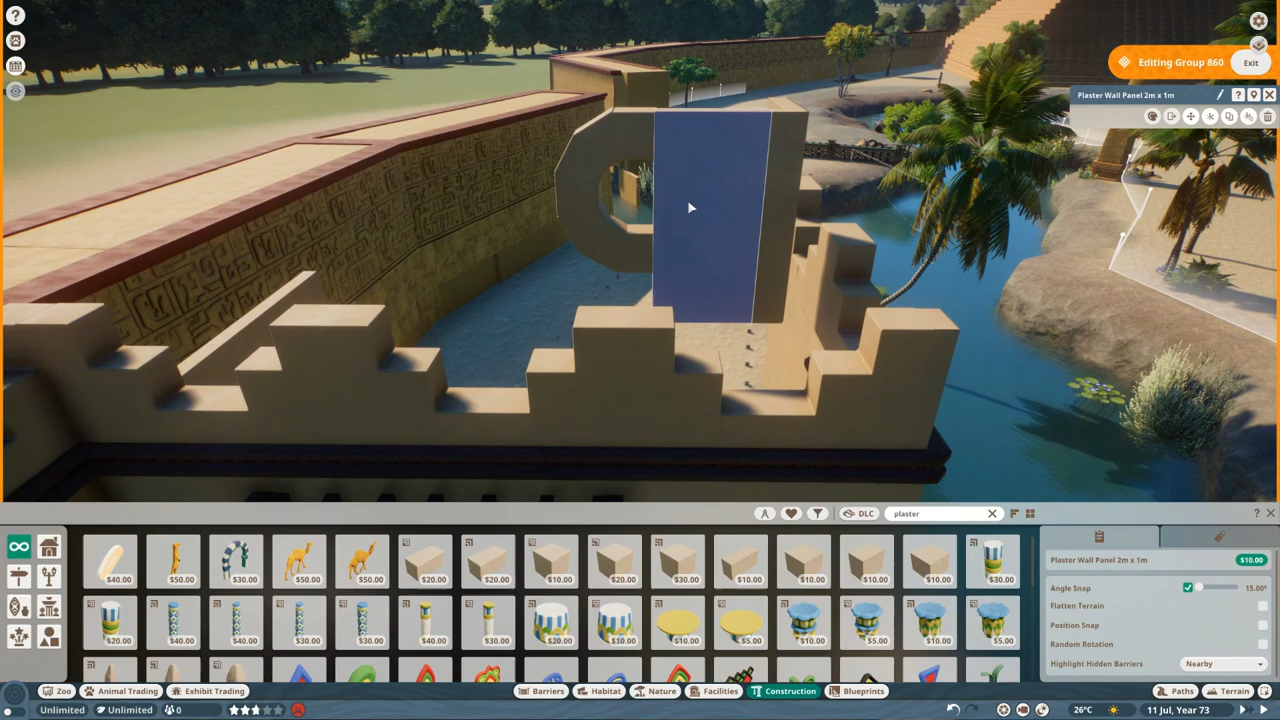 Editing Group 860
Exit
Plaster Wall Panel 2m x 1m
DLC
plaster
$40.00
$50.00
$30.00
$50.00
$50.00
$20.00
$20.00
$10.00
$20.00
$30.00
$10.00
$10.00
$10.00
$10.00
$30.00
$20.00
$40.00
$40.00
$30.00
$30.00
$40.00
$30.00
$10.00
$10.00
$10.00
$5.00
$10.00
$5.00
$10.00
$5.00
Plaster Wall Panel 2m x 1m
$10.00
Angle Snap
15.00°
Flatten Terrain
Position Snap
Random Rotation
Highlight Hidden Barriers
Nearby
Zoo
Animal Trading
Exhibit Trading
Barriers
Habitat
Nature
Facilities
Construction
Blueprints
Paths
Terrain
Unlimited
Unlimited
0
26°C
11 Jul, Year 73